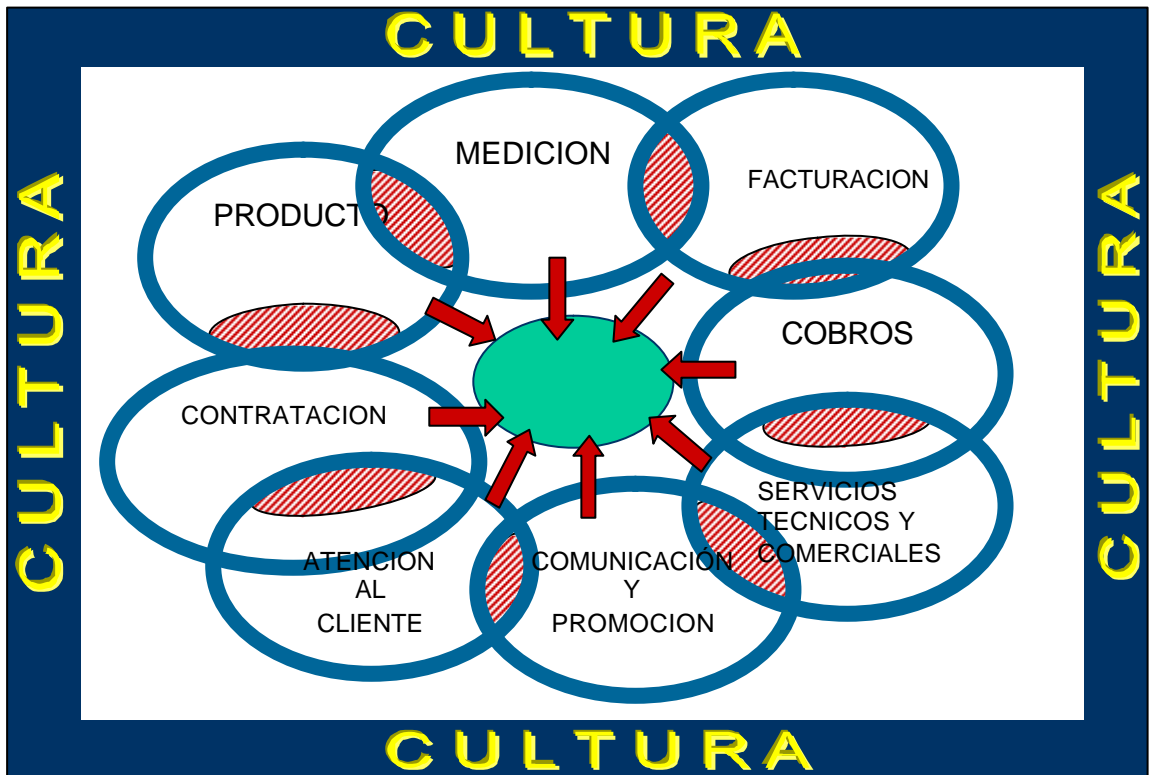 CULTURA
CULTURA
CULTURA
MEDICION
FACTURACION
PRODUCTO
COBROS
CONTRATACION
SERVICIOS
TECNICOS Y
COMERCIALES
ATENCION
AL
CLIENTE
COMUNICACIÓN
Y
PROMOCION
CULTURA